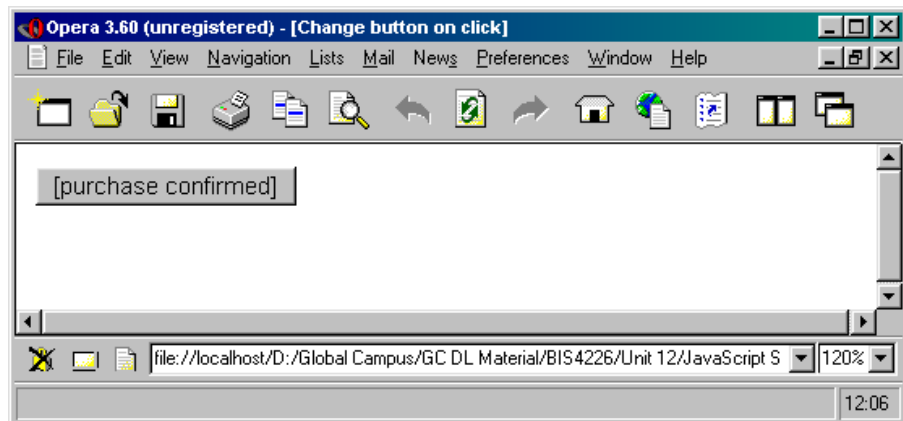 Opera 3.60 (unregistered) - [Change button on click]
File Edit View Navigation Lists Mail News Preferences Window Help
[purchase confirmed]
file://localhost/D:/Global Campus/GC DL Material/BIS4226/Unit 12/JavaScript S 120%
12:06